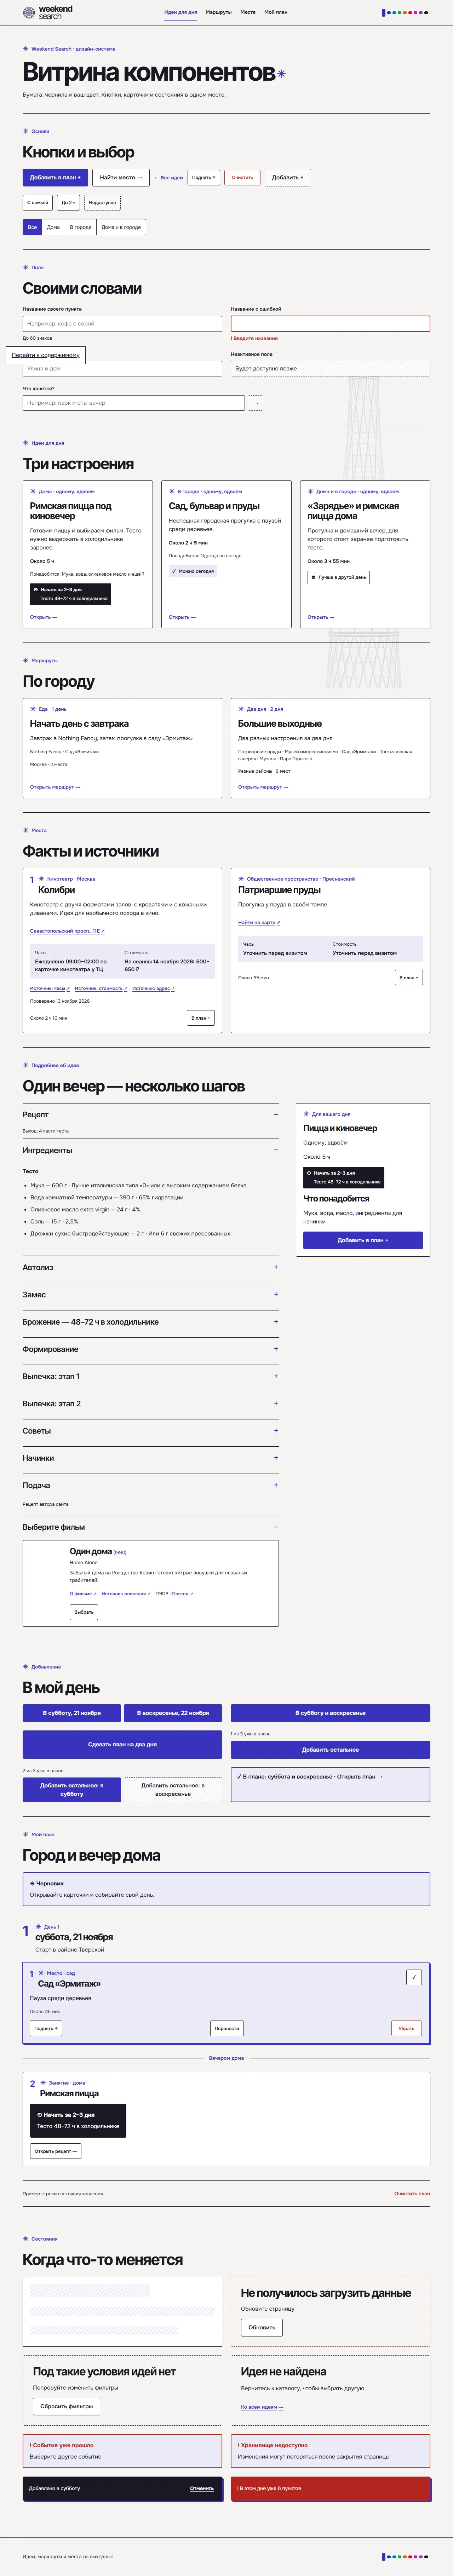 weekend
search
Идеи для дня Маршруты Места Мой план
Weekend Search · дизайн-система
Витрина компонентов
Бумага, чернила и ваш цвет. Кнопки, карточки и состояния в одном месте.
Основа
Кнопки и выбор
Добавить в план + Найти место → ← Все идеи Поднять ↑ Очистить Добавить +
С семьёй До 2 ч Недоступен
Все Дома В городе Дома и в городе
Поля
Своими словами
Название своего пункта Название с ошибкой
Например: кофе с собой
До 60 знаков ! Введите название
Перейти к содержимому Неактивное поле
Улица и дом Будет доступно позже
Что хочется?
Например: парк и спа-вечер →
Идеи для дня
Три настроения
Дома · одному, вдвоём
Римская пицца под
киновечер
Готовим пиццу и выбираем фильм. Тесто
нужно выдержать в холодильнике
заранее.
Около 5 ч
Понадобится: Мука, вода, оливковое масло и ещё 7
Начать за 2–3 дня
Тесто 48–72 ч в холодильнике
Открыть →
В городе · одному, вдвоём
Сад, бульвар и пруды
Неспешная городская прогулка с паузой
среди деревьев.
Около 2 ч 5 мин
Понадобится: Одежда по погоде
✓ Можно сегодня
Открыть →
Дома и в городе · одному, вдвоём
«Зарядье» и римская
пицца дома
Прогулка и домашний вечер, для
которого стоит заранее подготовить
тесто.
Около 3 ч 55 мин
Лучше в другой день
Открыть →
Маршруты
По городу
Еда · 1 день
Начать день с завтрака
Завтрак в Nothing Fancy, затем прогулка в саду «Эрмитаж»
Nothing Fancy · Сад «Эрмитаж»
Москва · 2 места
Открыть маршрут →
Два дня · 2 дня
Большие выходные
Два разных настроения за два дня
Патриаршие пруды · Музей импрессионизма · Сад «Эрмитаж» · Третьяковская
галерея · Музеон · Парк Горького
Разные районы · 6 мест
Открыть маршрут →
Места
Факты и источники
1 Кинотеатр · Москва
Колибри
Кинотеатр с двумя форматами залов: с кроватями и с кожаными
диванами. Идея для необычного похода в кино.
Севастопольский просп., 11Е ↗
Часы Стоимость
Ежедневно 09:00–02:00 по На сеансы 14 ноября 2026: 500–
карточке кинотеатра у ТЦ 850 ₽
Источник: часы ↗ Источник: стоимость ↗ Источник: адрес ↗
Проверено 13 ноября 2026
Около 2 ч 10 мин В план +
Общественное пространство · Пресненский
Патриаршие пруды
Прогулка у пруда в своём темпе.
Найти на карте ↗
Часы Стоимость
Уточнить перед визитом Уточнить перед визитом
Около 55 мин В план +
Подробнее об идее
Один вечер — несколько шагов
Рецепт −
Выход: 4 части теста
Ингредиенты −
Тесто
• Мука — 600 г · Лучше итальянская типа «0» или с высоким содержанием белка.
• Вода комнатной температуры — 390 г · 65% гидратации.
• Оливковое масло extra virgin — 24 г · 4%.
• Соль — 15 г · 2,5%.
• Дрожжи сухие быстродействующие — 2 г · Или 6 г свежих прессованных.
Автолиз +
Замес +
Брожение — 48–72 ч в холодильнике +
Формирование +
Выпечка: этап 1 +
Выпечка: этап 2 +
Советы +
Начинки +
Подача +
Рецепт автора сайта
Выберите фильм −
Один дома (1990)
Home Alone
Забытый дома на Рождество Кевин готовит хитрые ловушки для незваных
грабителей.
О фильме ↗ Источник описания ↗ TMDB · Постер ↗
Выбрать
Для вашего дня
Пицца и киновечер
Одному, вдвоём
Около 5 ч
Начать за 2–3 дня
Тесто 48–72 ч в холодильнике
Что понадобится
Мука, вода, масло, ингредиенты для
начинки
Добавить в план +
Добавление
В мой день
В субботу, 21 ноября В воскресенье, 22 ноября В субботу и воскресенье
Сделать план на два дня
1 из 3 уже в плане
Добавить остальное
2 из 3 уже в плане
Добавить остальное: в
субботу
Добавить остальное: в
воскресенье
✓ В плане: суббота и воскресенье · Открыть план →
Мой план
Город и вечер дома
Черновик
Открывайте карточки и собирайте свой день.
1 День 1
суббота, 21 ноября
Старт в районе Тверской
1 Место · сад ✓
Сад «Эрмитаж»
Пауза среди деревьев
Около 45 мин
Поднять ↑ Перенести Убрать
Вечером дома
2 Занятие · дома
Римская пицца
Начать за 2–3 дня
Тесто 48–72 ч в холодильнике
Открыть рецепт →
Пример строки состояния хранения Очистить план
Состояния
Когда что-то меняется
Не получилось загрузить данные
Обновите страницу
Обновить
Под такие условия идей нет
Попробуйте изменить фильтры
Сбросить фильтры
Идея не найдена
Вернитесь к каталогу, чтобы выбрать другую
Ко всем идеям →
! Событие уже прошло
Выберите другое событие
! Хранилище недоступно
Изменения могут потеряться после закрытия страницы
Добавлено в субботу Отменить
! В этом дне уже 6 пунктов
Идеи, маршруты и места на выходные